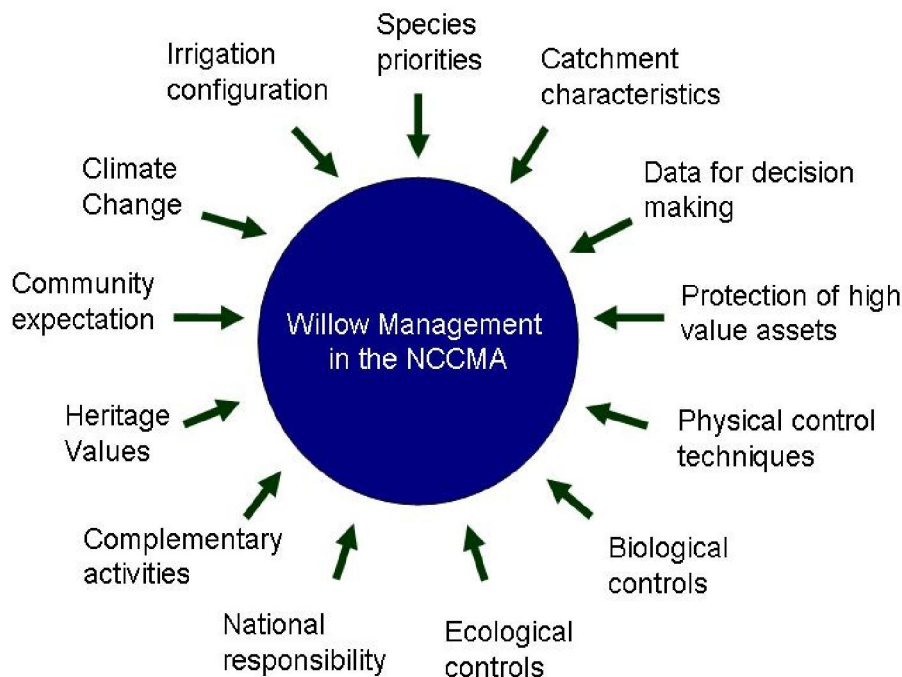 Species
priorities
Catchment
characteristics
Data for decision
making
Protection of high
value assets
Physical control
techniques
Biological
controls
Ecological
controls
National
responsibility
Complementary
activities
Heritage
Values
Community
expectation
Climate
Change
Irrigation
configuration
Willow Management
in the NCCMA